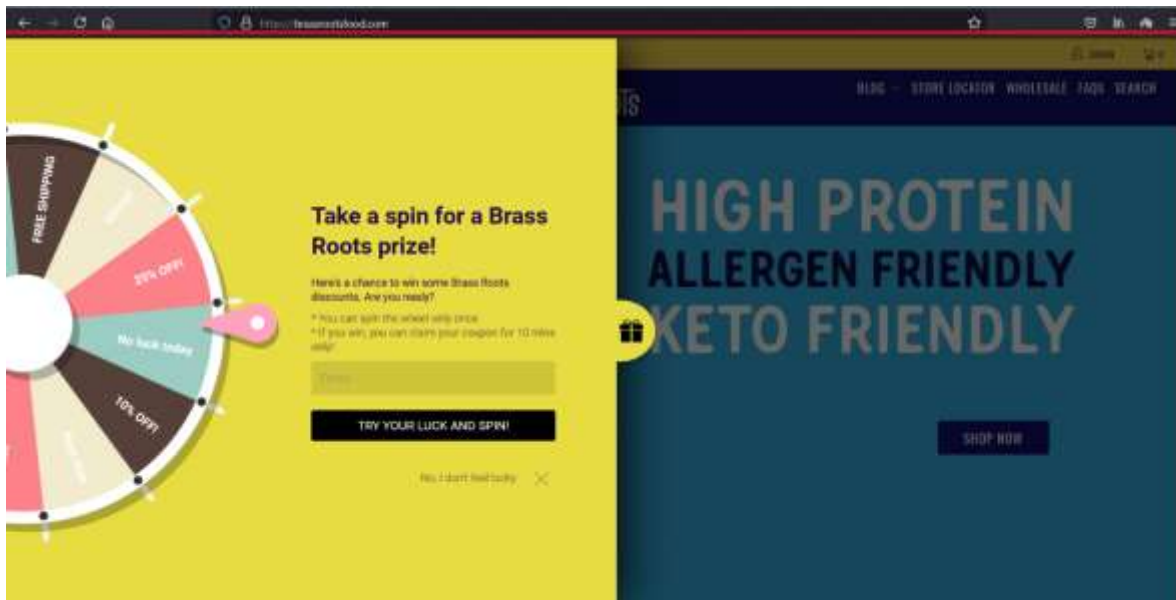 brassrootsfood.com
BLOG STORE LOCATOR WHOLESALE FAQS SEARCH
FREE SHIPPING
25% OFF!
No luck today
10% OFF!
Take a spin for a Brass
Roots prize!
Here's a chance to win some Brass Roots
discounts. Are you ready?
* You can spin the wheel only once.
* If you win, you can claim your coupon for 10 mins
only!
TRY YOUR LUCK AND SPIN!
No, I don't feel lucky
HIGH PROTEIN
ALLERGEN FRIENDLY
KETO FRIENDLY
SHOP NOW